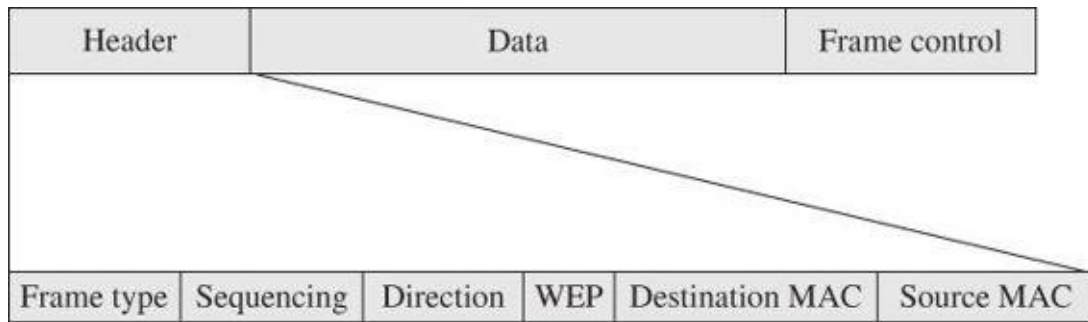 Header Data Frame control
Frame type Sequencing Direction WEP Destination MAC Source MAC